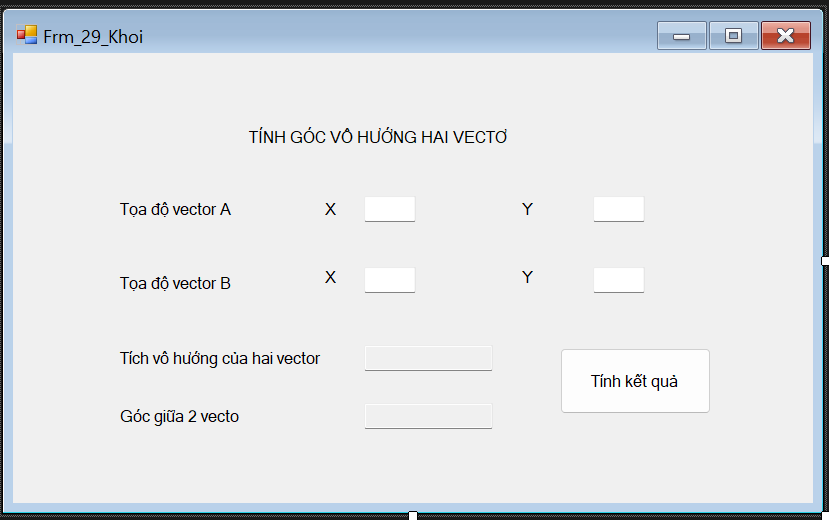 Frm_29_Khoi
TÍNH GÓC VÔ HƯỚNG HAI VECTƠ
Tọa độ vector A X Y
Tọa độ vector B X Y
Tích vô hướng của hai vector
Tính kết quả
Góc giữa 2 vecto